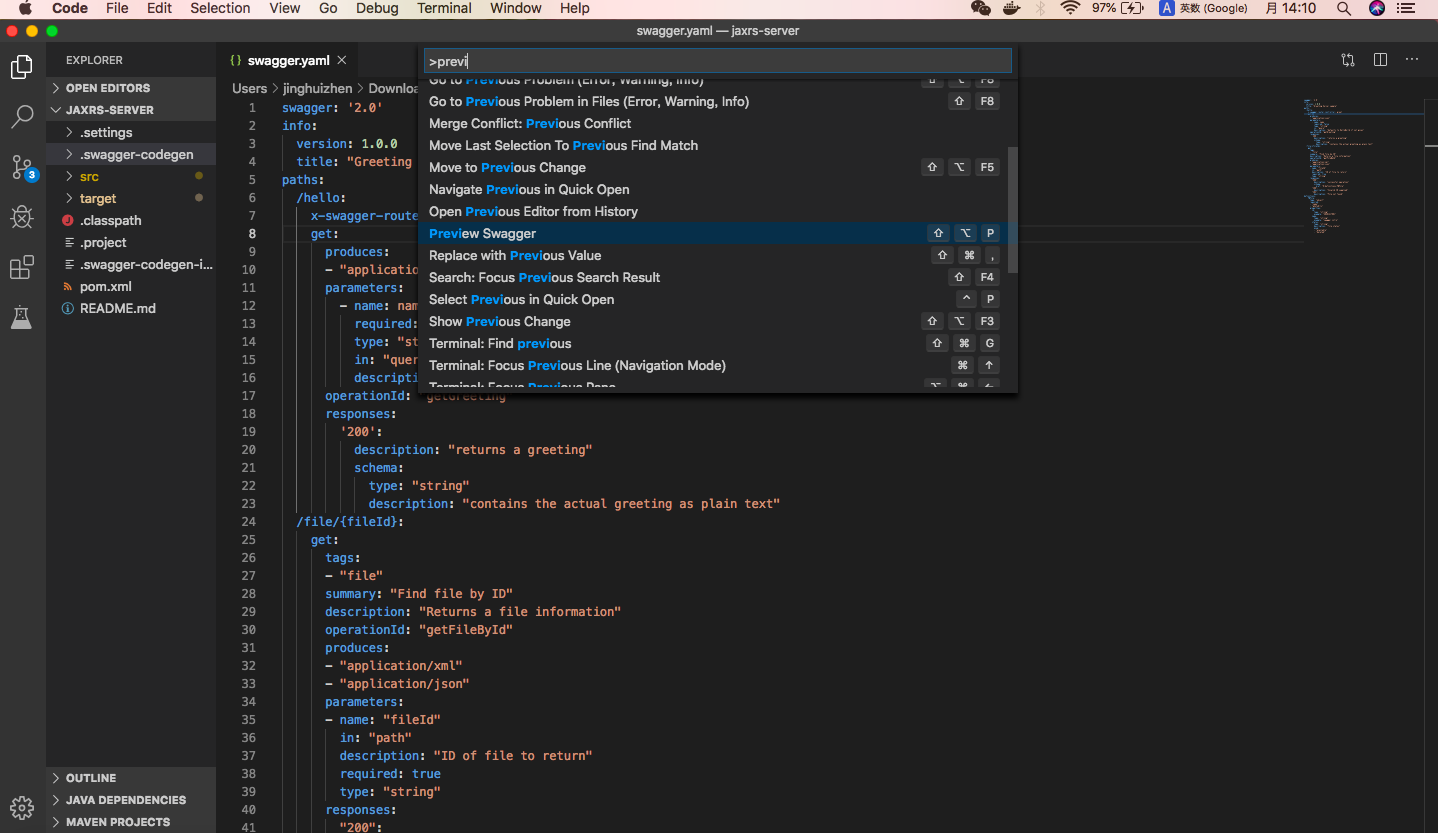 Code File Edit Selection View Go Debug Terminal Window Help 97% A 英数 (Google) 月 14:10
swagger.yaml — jaxrs-server
EXPLORER
OPEN EDITORS
JAXRS-SERVER
.settings
.swagger-codegen
src
target
J .classpath
.project
.swagger-codegen-i...
pom.xml
README.md
3
OUTLINE
JAVA DEPENDENCIES
MAVEN PROJECTS
{} swagger.yaml ×
Users > jinghuizhen > Downloa
>previ
Go to Previous Problem (Error, Warning, Info) ⇧ ⌥ F8
Go to Previous Problem in Files (Error, Warning, Info) ⇧ F8
Merge Conflict: Previous Conflict
Move Last Selection To Previous Find Match
Move to Previous Change ⇧ ⌥ F5
Navigate Previous in Quick Open
Open Previous Editor from History
Preview Swagger ⇧ ⌥ P
Replace with Previous Value ⇧ ⌘ ,
Search: Focus Previous Search Result ⇧ F4
Select Previous in Quick Open ^ P
Show Previous Change ⇧ ⌥ F3
Terminal: Find previous ⇧ ⌘ G
Terminal: Focus Previous Line (Navigation Mode) ⌘ ↑
Terminal: Focus Previous Pane ⌥ ⌘ ←
1 swagger: '2.0'
2 info:
3 version: 1.0.0
4 title: "Greeting
5 paths:
6 /hello:
7 x-swagger-route
8 get:
9 produces:
10 - "applicatio
11 parameters:
12 - name: nam
13 required:
14 type: "st
15 in: "quer
16 descripti
17 operationId: "getGreeting"
18 responses:
19 '200':
20 description: "returns a greeting"
21 schema:
22 type: "string"
23 description: "contains the actual greeting as plain text"
24 /file/{fileId}:
25 get:
26 tags:
27 - "file"
28 summary: "Find file by ID"
29 description: "Returns a file information"
30 operationId: "getFileById"
31 produces:
32 - "application/xml"
33 - "application/json"
34 parameters:
35 - name: "fileId"
36 in: "path"
37 description: "ID of file to return"
38 required: true
39 type: "string"
40 responses:
41 "200":